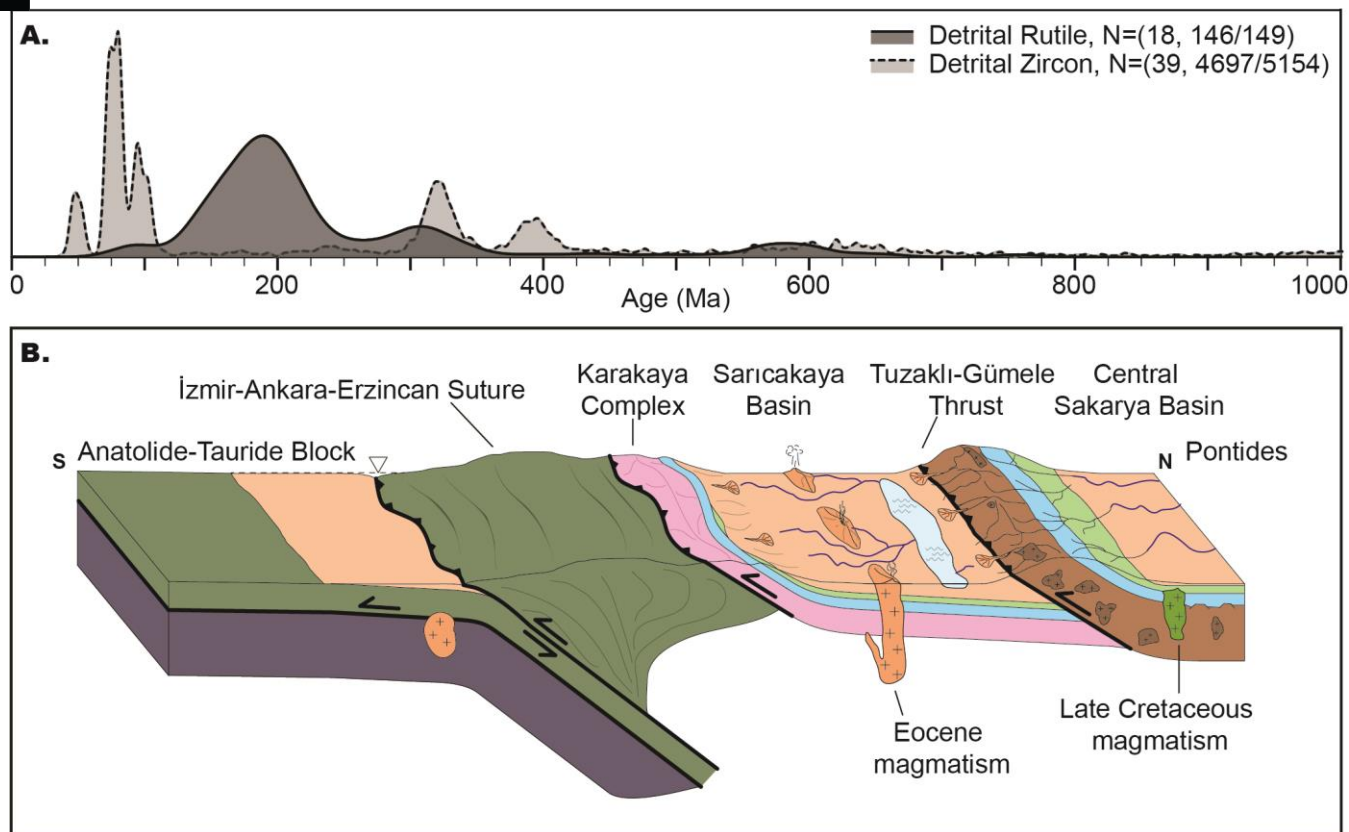 A.
Detrital Rutile, N=(18, 146/149)
Detrital Zircon, N=(39, 4697/5154)
0 200 400 600 800 1000
Age (Ma)
B.
İzmir-Ankara-Erzincan Suture
Karakaya
Complex
Sarıcakaya
Basin
Tuzaklı-Gümele
Thrust
Central
Sakarya Basin
S Anatolide-Tauride Block
N Pontides
Eocene
magmatism
Late Cretaceous
magmatism